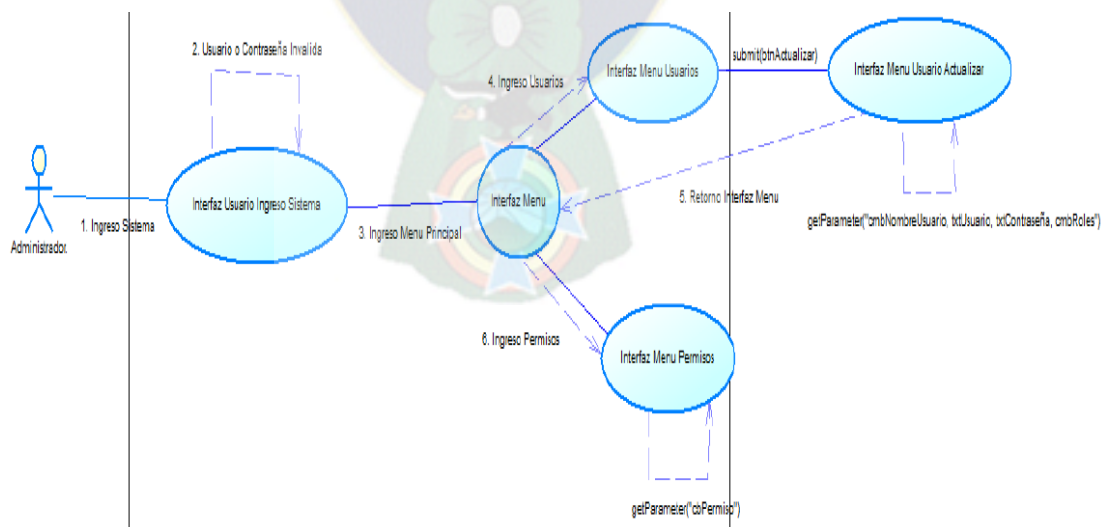 2. Usuario o Contraseña Invalida
4. Ingreso Usuarios
Interfaz Menu Usuarios
submit(btnActualizar)
Interfaz Menu Usuario Actualizar
Administrador.
1. Ingreso Sistema
Interfaz Usuario Ingreso Sistema
3. Ingreso Menu Principal
Interfaz Menu
5. Retorno Interfaz Menu
getParameter("cmbNombreUsuario, txtUsuario, txtContraseña, cmbRoles")
6. Ingreso Permisos
Interfaz Menu Permisos
getParameter("cbPermiso")